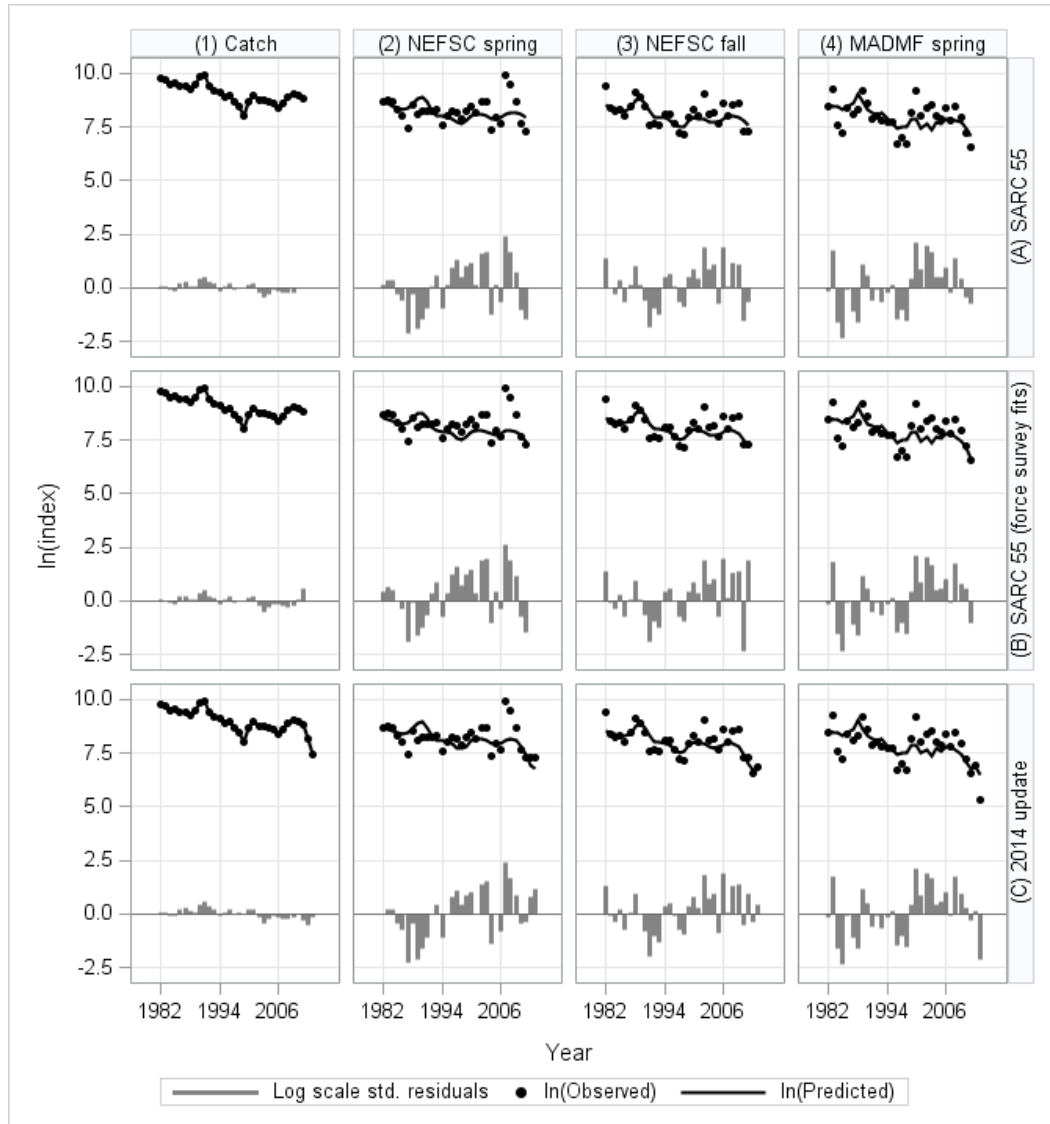 (1) Catch
(2) NEFSC spring
(3) NEFSC fall
(4) MADMF spring
10.0
7.5
5.0
2.5
0.0
-2.5
(A) SARC 55
10.0
7.5
5.0
2.5
0.0
-2.5
(B) SARC 55 (force survey fits)
10.0
7.5
5.0
2.5
0.0
-2.5
(C) 2014 update
ln(index)
1982 1994 2006
1982 1994 2006
1982 1994 2006
1982 1994 2006
Year
Log scale std. residuals
ln(Observed)
ln(Predicted)